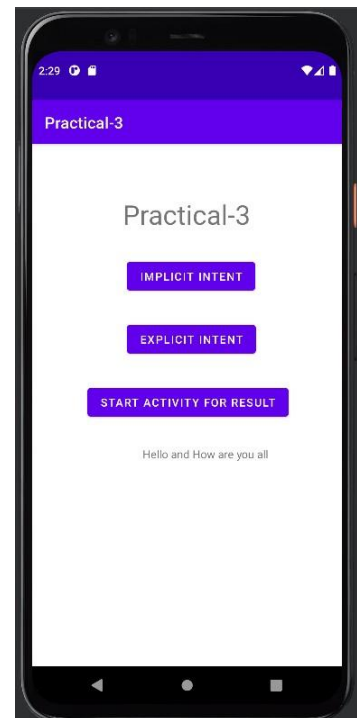 2:29
Practical-3
Practical-3
IMPLICIT INTENT
EXPLICIT INTENT
START ACTIVITY FOR RESULT
Hello and How are you all